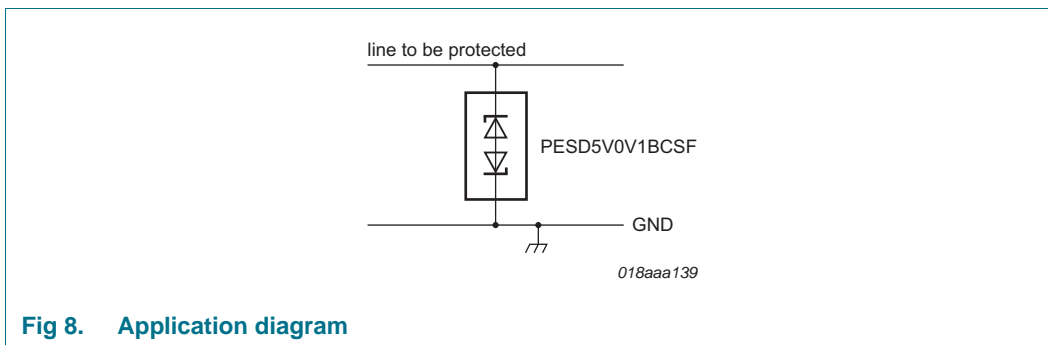 line to be protected
PESD5V0V1BCSF
GND
018aaa139
Fig 8. Application diagram